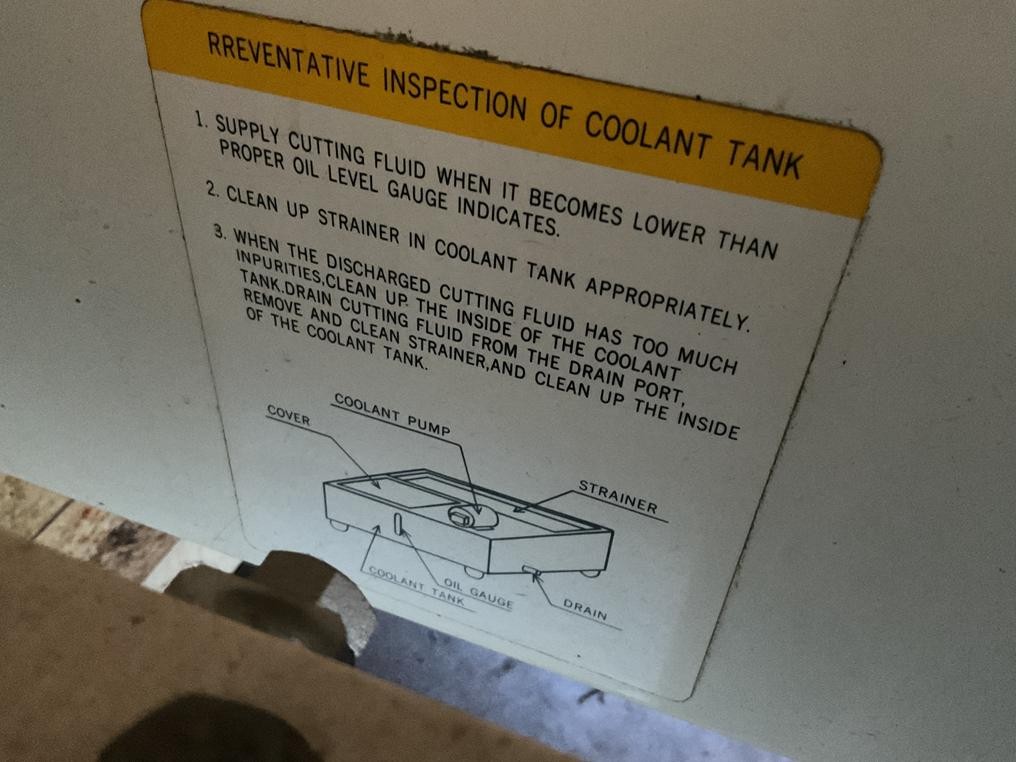 RREVENTATIVE INSPECTION OF COOLANT TANK
1. SUPPLY CUTTING FLUID WHEN IT BECOMES LOWER THAN
PROPER OIL LEVEL GAUGE INDICATES.
2. CLEAN UP STRAINER IN COOLANT TANK APPROPRIATELY.
3. WHEN THE DISCHARGED CUTTING FLUID HAS TOO MUCH
INPURITIES,CLEAN UP. THE INSIDE OF THE COOLANT
TANK.DRAIN CUTTING FLUID FROM THE DRAIN PORT,
REMOVE AND CLEAN STRAINER,AND CLEAN UP THE INSIDE
OF THE COOLANT TANK.
COOLANT PUMP
COVER
STRAINER
COOLANT TANK
OIL GAUGE
DRAIN